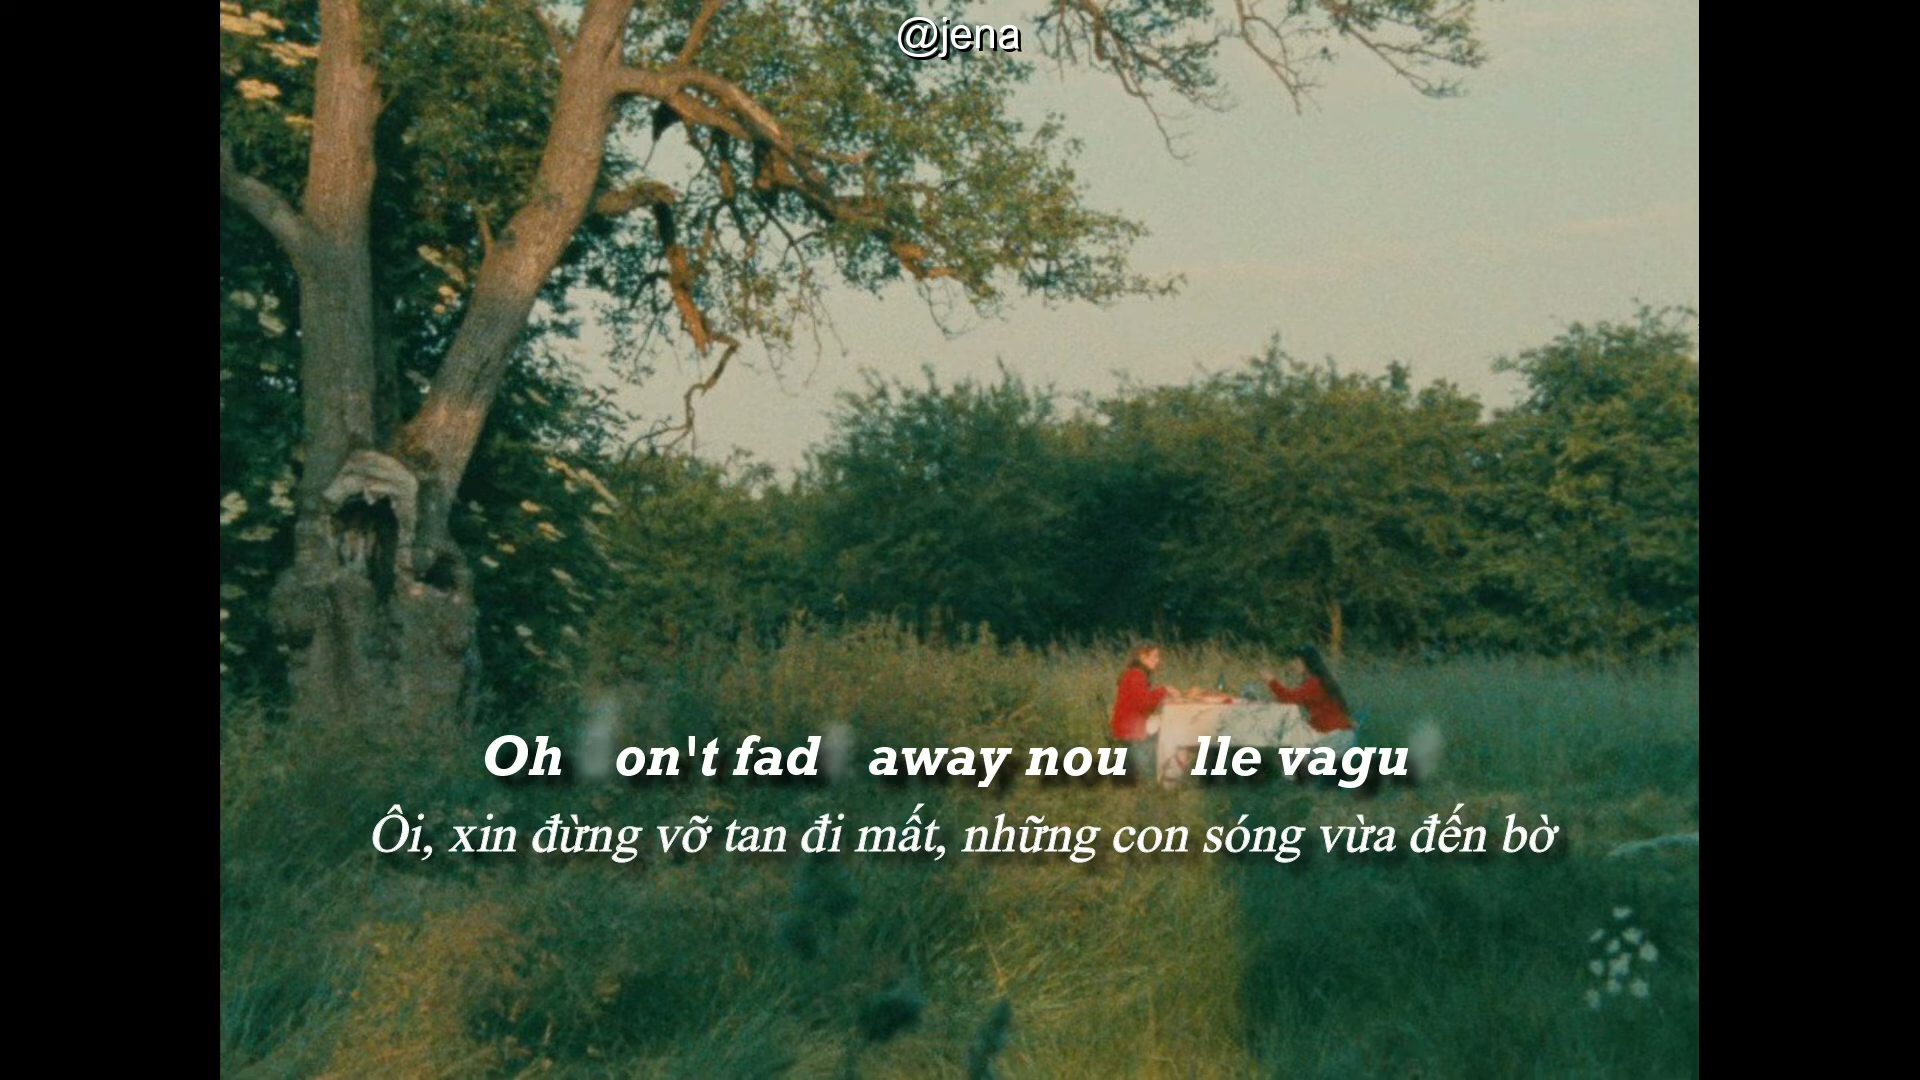 @jena
Oh on't fad away nou lle vagu
Ôi, xin đừng vỡ tan đi mất, những con sóng vừa đến bờ